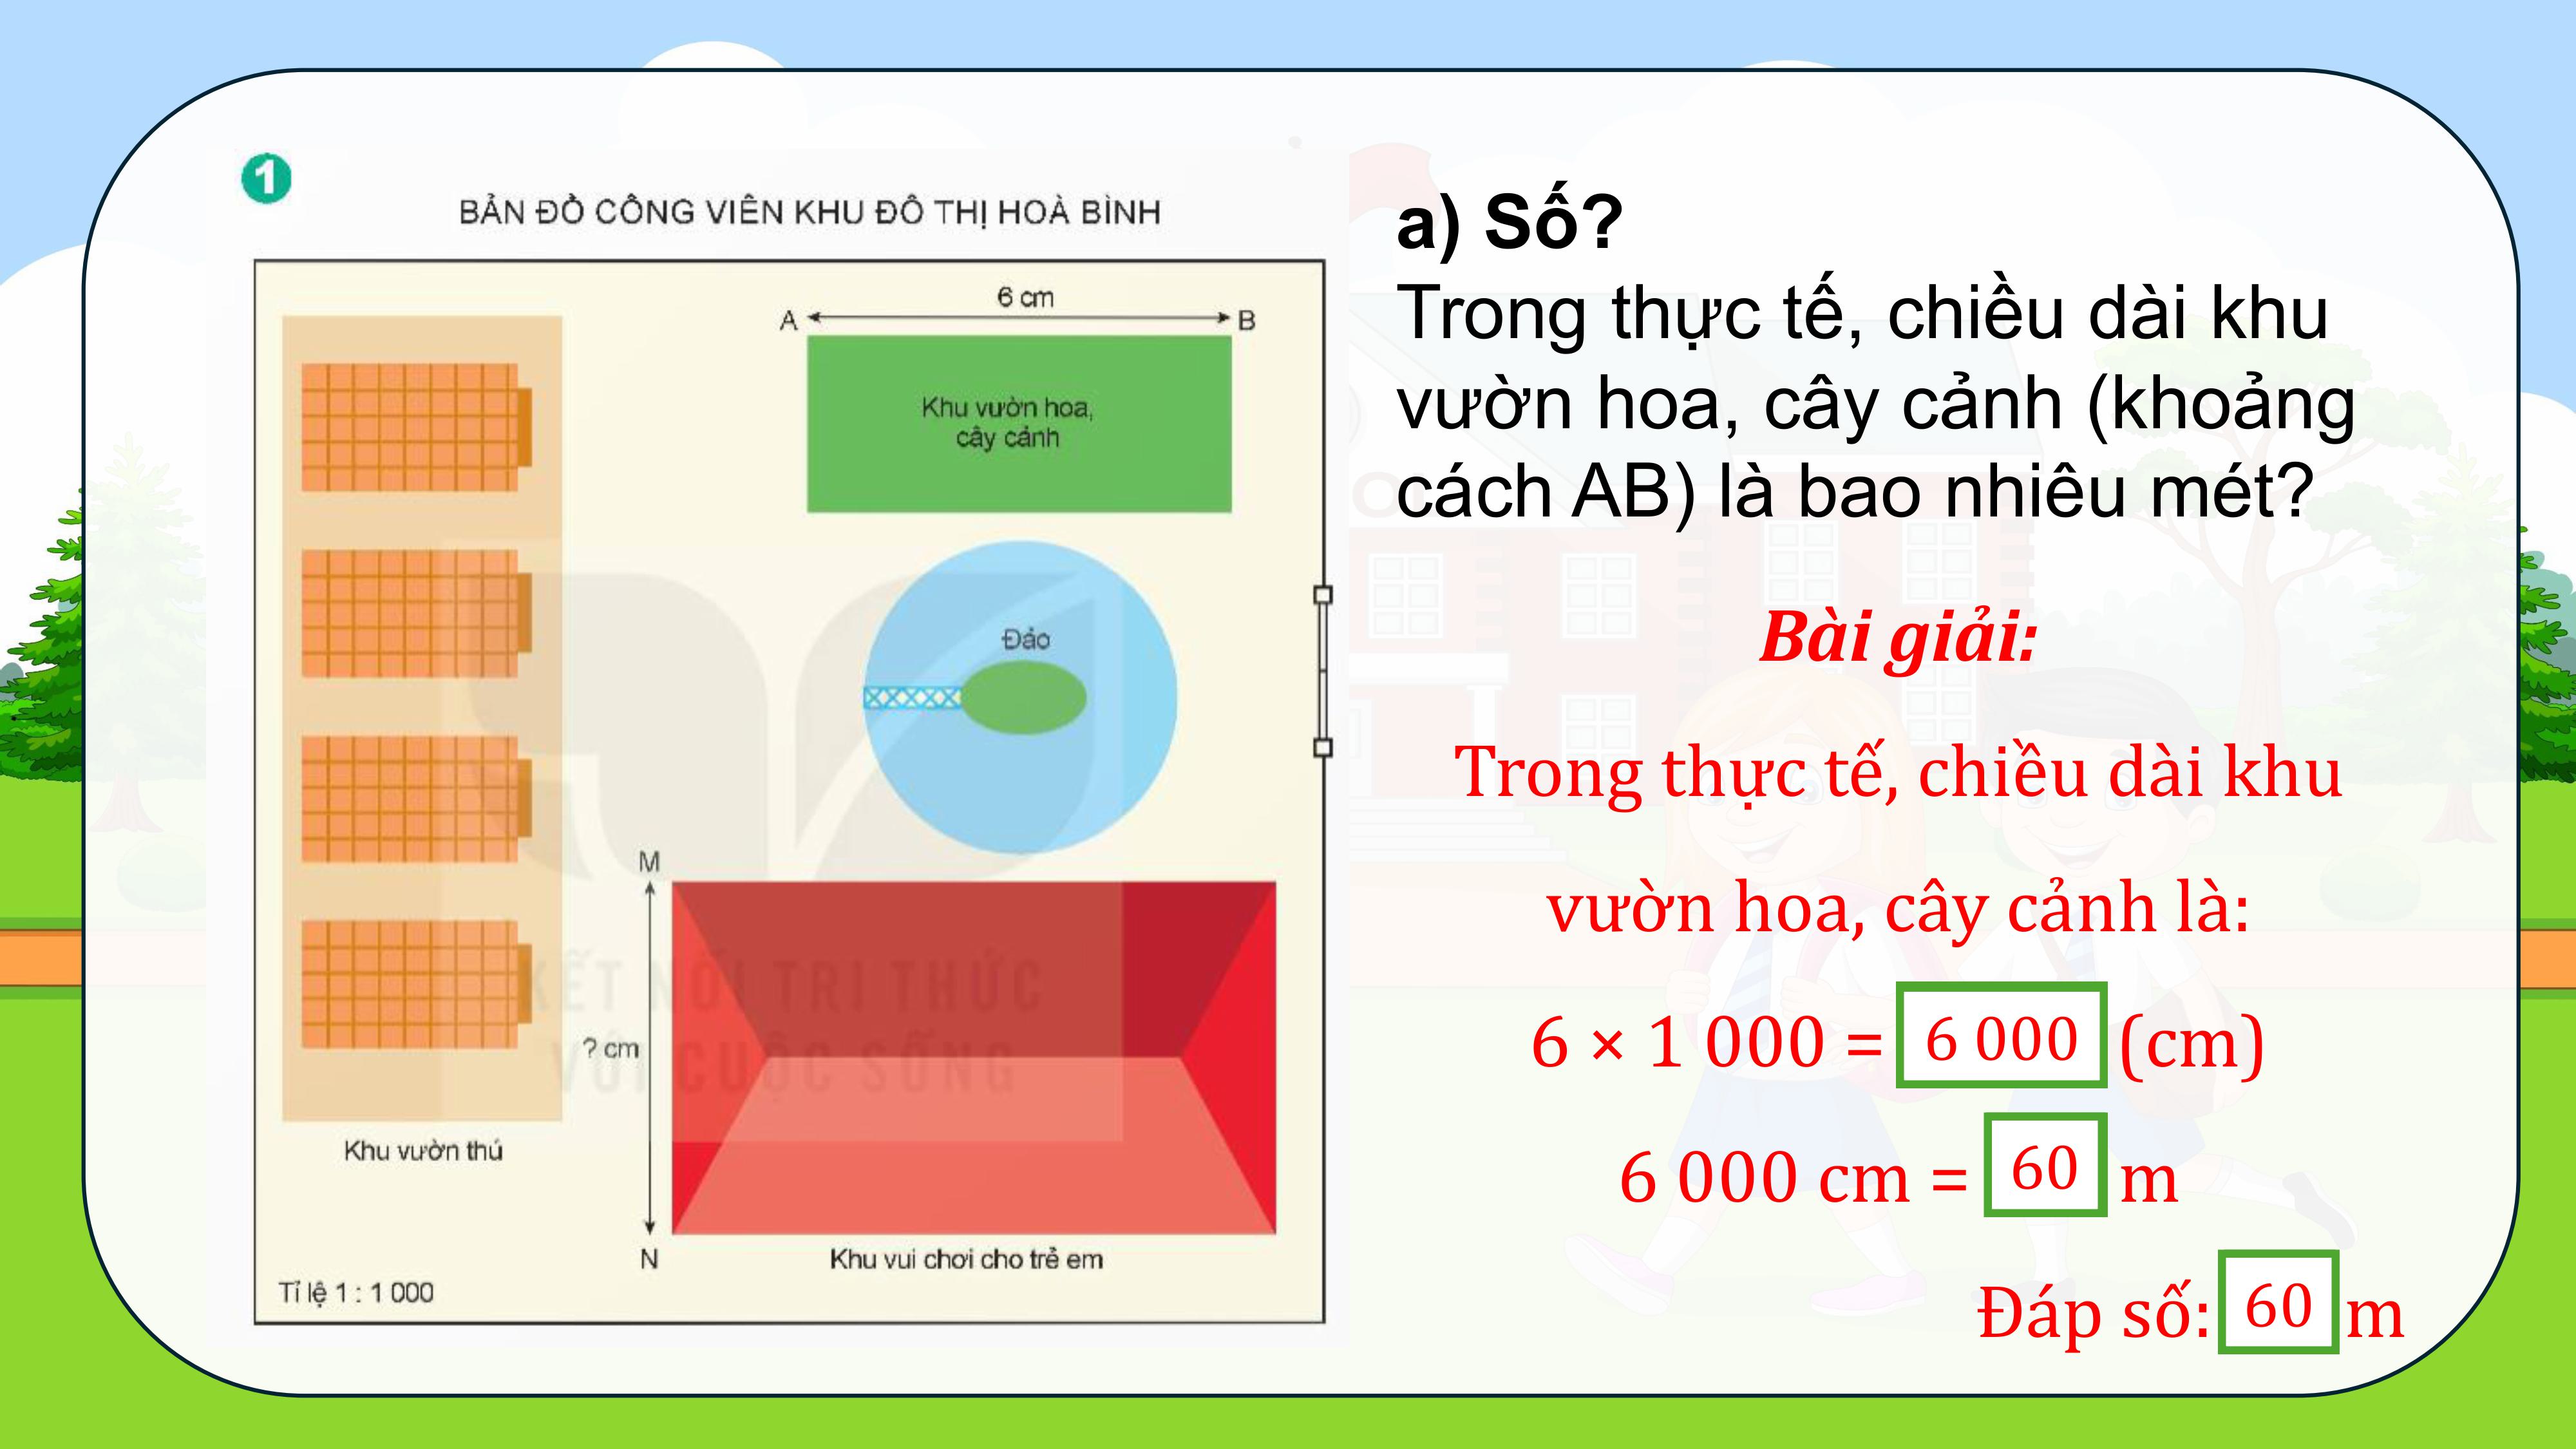 1
BẢN ĐỒ CÔNG VIÊN KHU ĐÔ THỊ HOÀ BÌNH
6 cm
A
B
Khu vườn hoa,
cây cảnh
Đảo
M
? cm
N
KẾT NỐI TRI THỨC
VỚI CUỘC SỐNG
Khu vườn thú
Khu vui chơi cho trẻ em
Tỉ lệ 1 : 1 000
a) Số?
Trong thực tế, chiều dài khu
vườn hoa, cây cảnh (khoảng
cách AB) là bao nhiêu mét?
Bài giải:
Trong thực tế, chiều dài khu
vườn hoa, cây cảnh là:
6 × 1 000 = 6 000 (cm)
6 000 cm = 60 m
Đáp số: 60 m